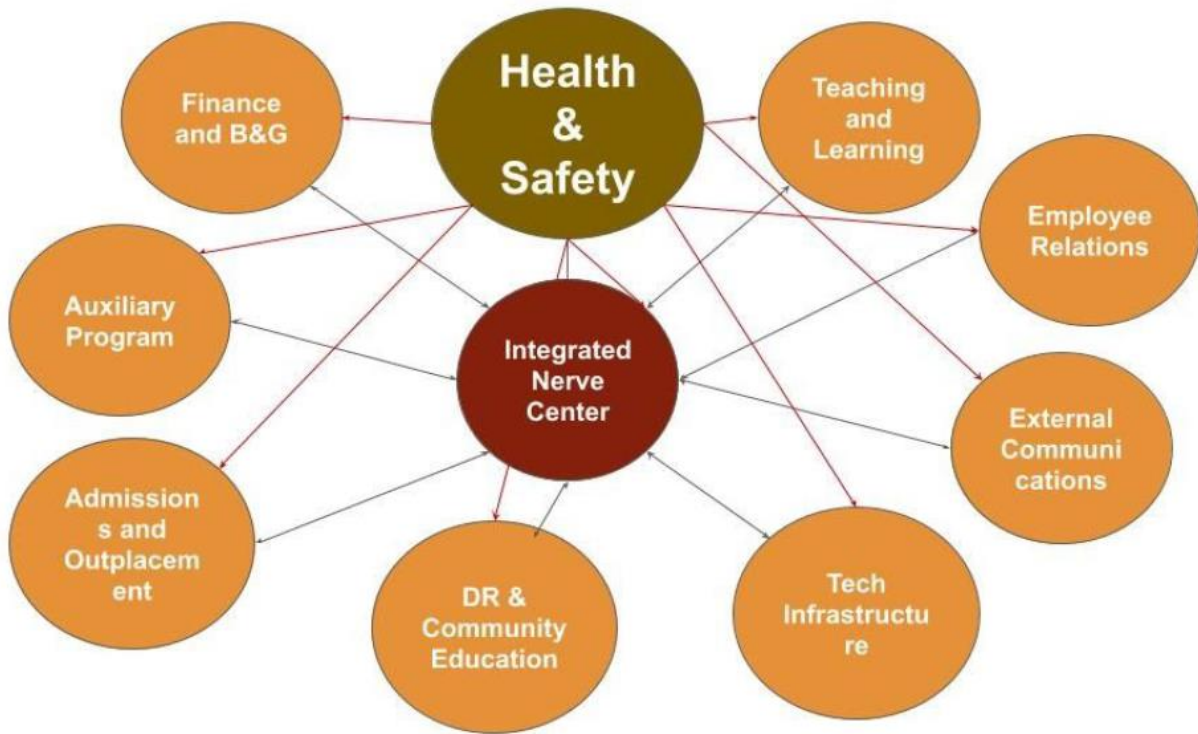 Health
&
Safety
Finance
and B&G
Teaching
and
Learning
Employee
Relations
Auxiliary
Program
Integrated
Nerve
Center
External
Communi
cations
Admission
s and
Outplacem
ent
DR &
Community
Education
Tech
Infrastructu
re